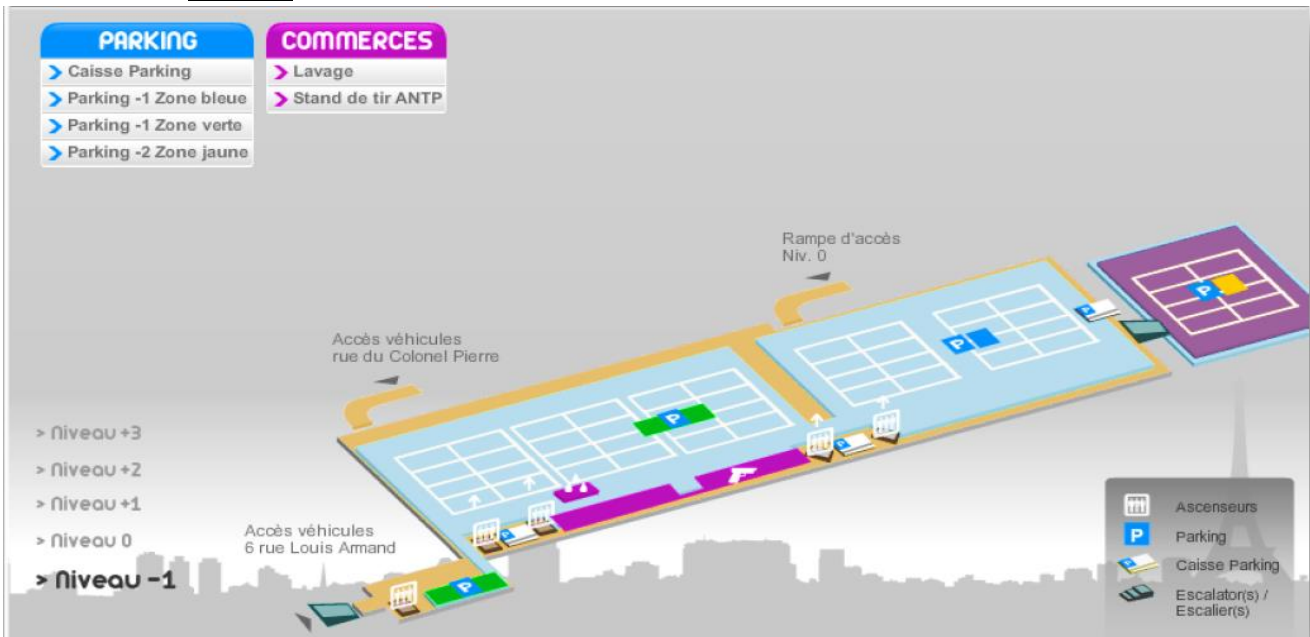 PARKING
Caisse Parking
Parking -1 Zone bleue
Parking -1 Zone verte
Parking -2 Zone jaune
COMMERCES
Lavage
Stand de tir ANTP
Rampe d'accès
Niv. 0
P
P
P
Accès véhicules
rue du Colonel Pierre
P
P
P
> Niveau +3
> Niveau +2
> Niveau +1
> Niveau 0
> Niveau -1
Accès véhicules
6 rue Louis Armand
P
P
Ascenseurs
P
Parking
P
Caisse Parking
Escalator(s) /
Escalier(s)